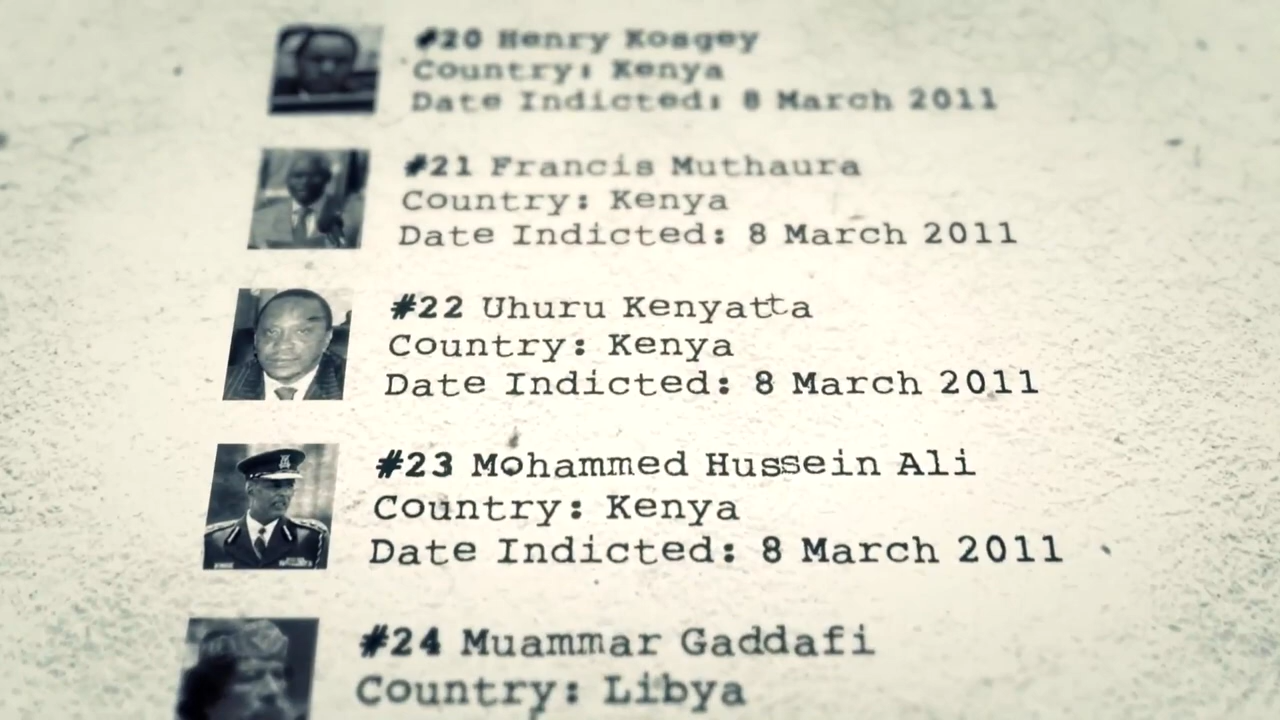 #20 Henry Kosgey
Country: Kenya
Date Indicted: 8 March 2011
#21 Francis Muthaura
Country: Kenya
Date Indicted: 8 March 2011
#22 Uhuru Kenyatta
Country: Kenya
Date Indicted: 8 March 2011
#23 Mohammed Hussein Ali
Country: Kenya
Date Indicted: 8 March 2011
#24 Muammar Gaddafi
Country: Libya